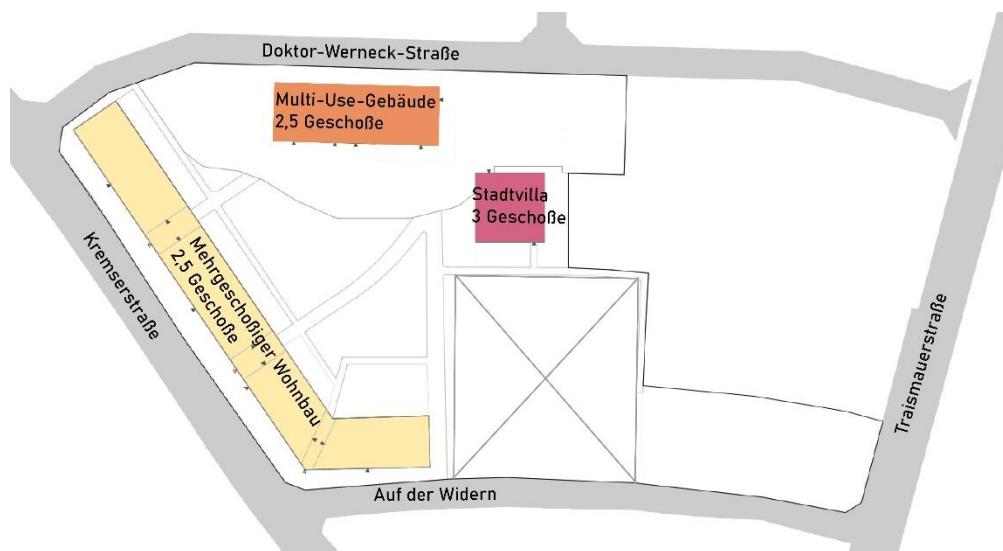 Doktor-Werneck-Straße
Multi-Use-Gebäude
2,5 Geschoße
Stadtvilla
3 Geschoße
Mehrgeschoßiger Wohnbau
2,5 Geschoße
Kremserstraße
Traismauerstraße
Auf der Widern